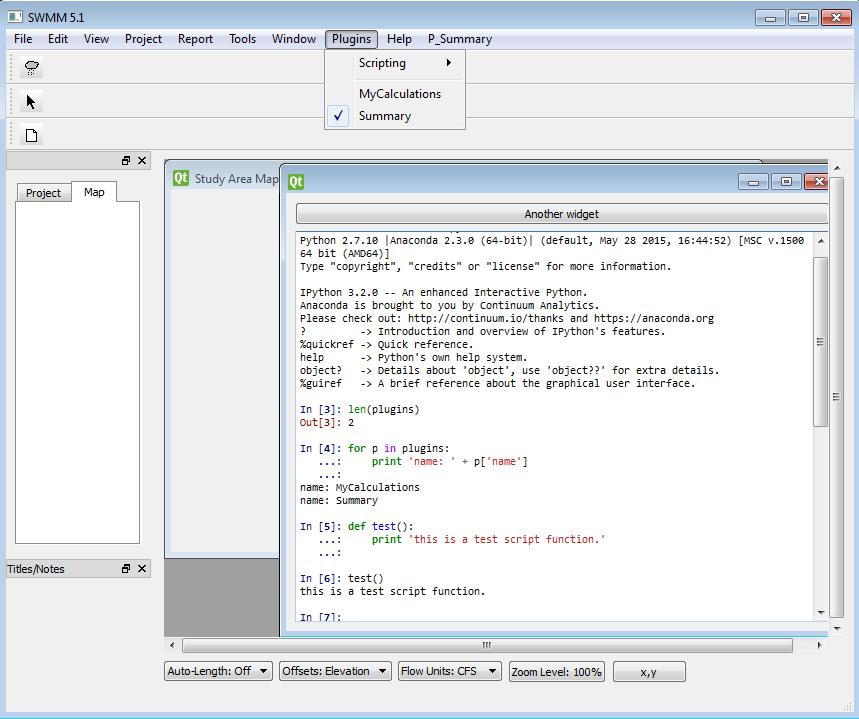 SWMM 5.1
File Edit View Project Report Tools Window Plugins Help P_Summary
Scripting
MyCalculations
Summary
Project Map
Titles/Notes
Qt Study Area Map
Qt
Another widget
Python 2.7.10 |Anaconda 2.3.0 (64-bit)| (default, May 28 2015, 16:44:52) [MSC v.1500
64 bit (AMD64)]
Type "copyright", "credits" or "license" for more information.
IPython 3.2.0 -- An enhanced Interactive Python.
Anaconda is brought to you by Continuum Analytics.
Please check out: http://continuum.io/thanks and https://anaconda.org
?         -> Introduction and overview of IPython's features.
%quickref -> Quick reference.
help      -> Python's own help system.
object?   -> Details about 'object', use 'object??' for extra details.
%guiref   -> A brief reference about the graphical user interface.
In [3]: len(plugins)
Out[3]: 2
In [4]: for p in plugins:
   ...:     print 'name: ' + p['name']
   ...:
name: MyCalculations
name: Summary
In [5]: def test():
   ...:     print 'this is a test script function.'
   ...:
In [6]: test()
this is a test script function.
In [7]:
Auto-Length: Off Offsets: Elevation Flow Units: CFS Zoom Level: 100% x,y